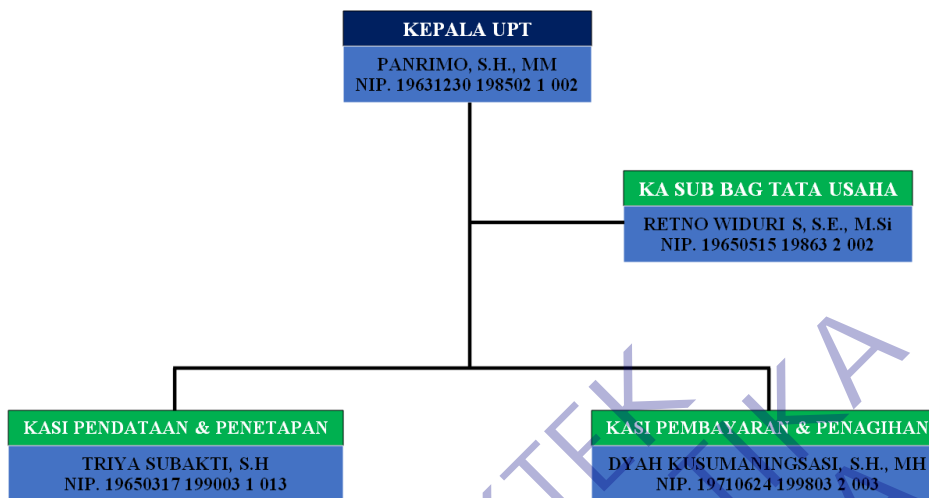 KEPALA UPT
PANRIMO, S.H., MM
NIP. 19631230 198502 1 002
KA SUB BAG TATA USAHA
RETNO WIDURI S, S.E., M.Si
NIP. 19650515 19863 2 002
KASI PENDATAAN & PENETAPAN
TRIYA SUBAKTI, S.H
NIP. 19650317 199003 1 013
KASI PEMBAYARAN & PENAGIHAN
DYAH KUSUMANINGSASI, S.H., MH
NIP. 19710624 199803 2 003